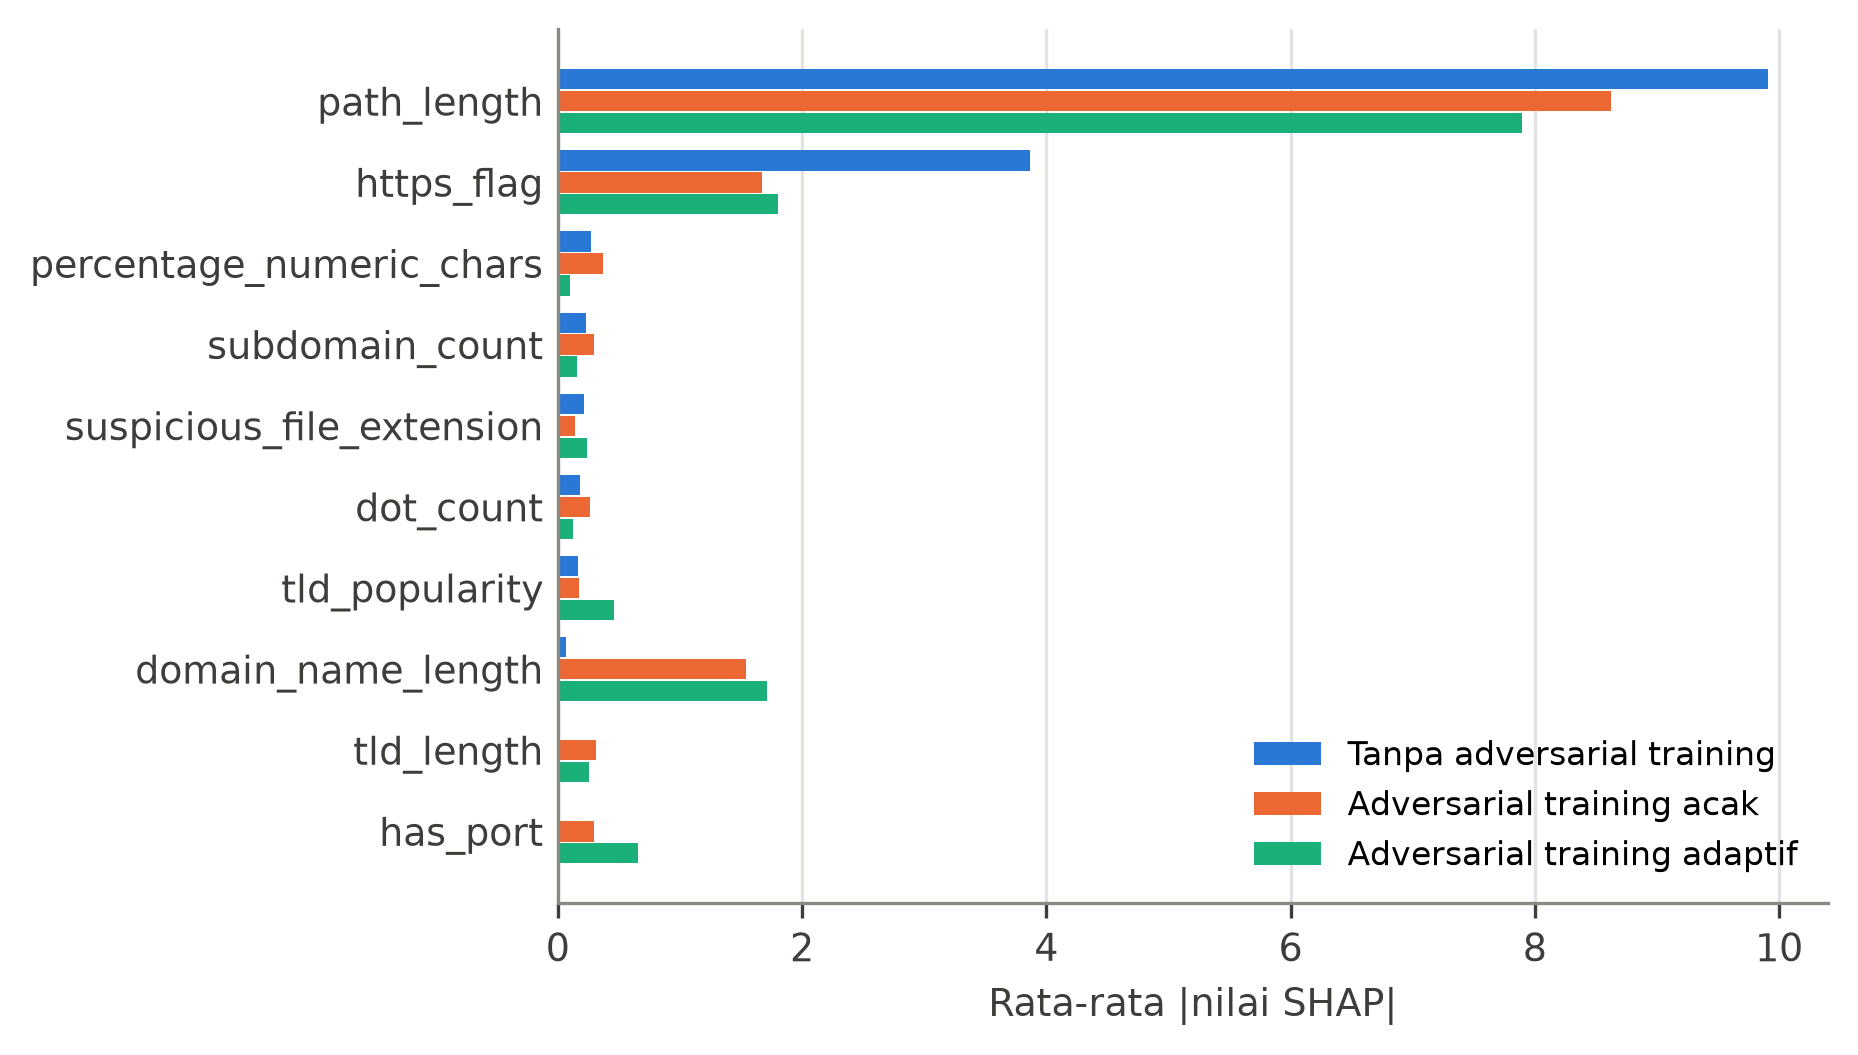 path_length
https_flag
percentage_numeric_chars
subdomain_count
suspicious_file_extension
dot_count
tld_popularity
domain_name_length
tld_length
has_port
Tanpa adversarial training
Adversarial training acak
Adversarial training adaptif
0 2 4 6 8 10
Rata-rata |nilai SHAP|